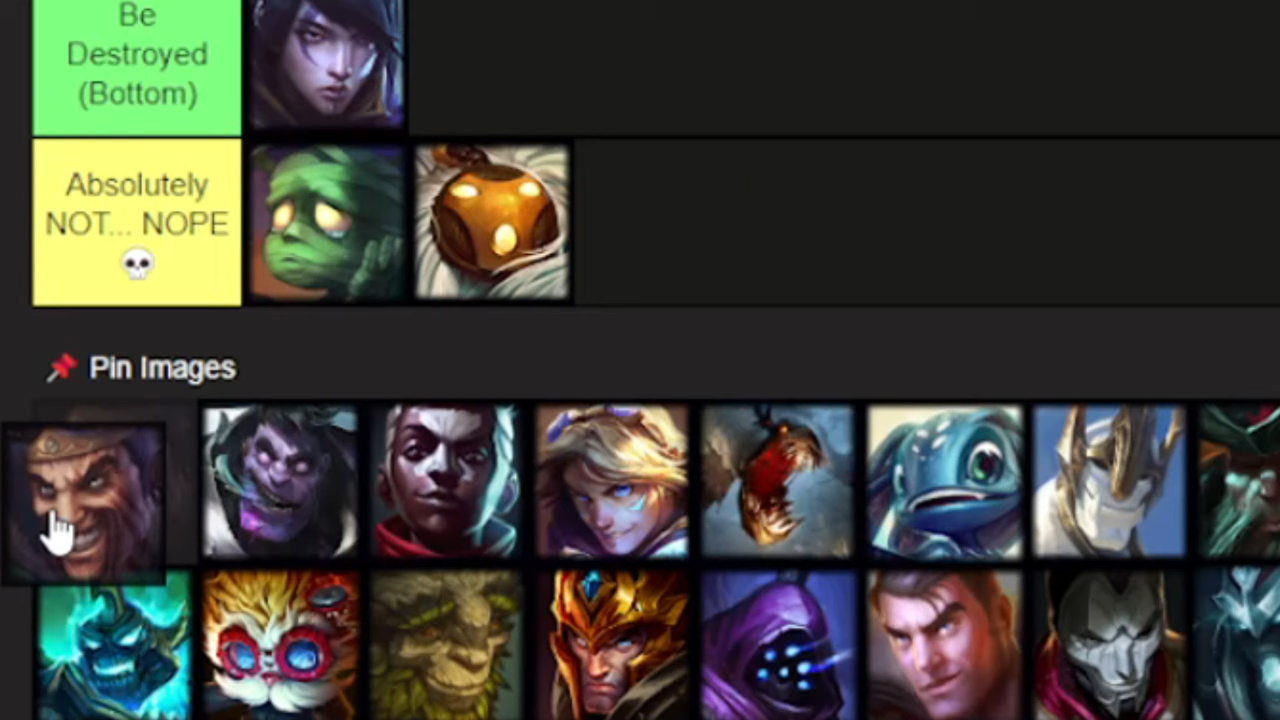 Be
Destroyed
(Bottom)
Absolutely
NOT... NOPE
💀
📌 Pin Images